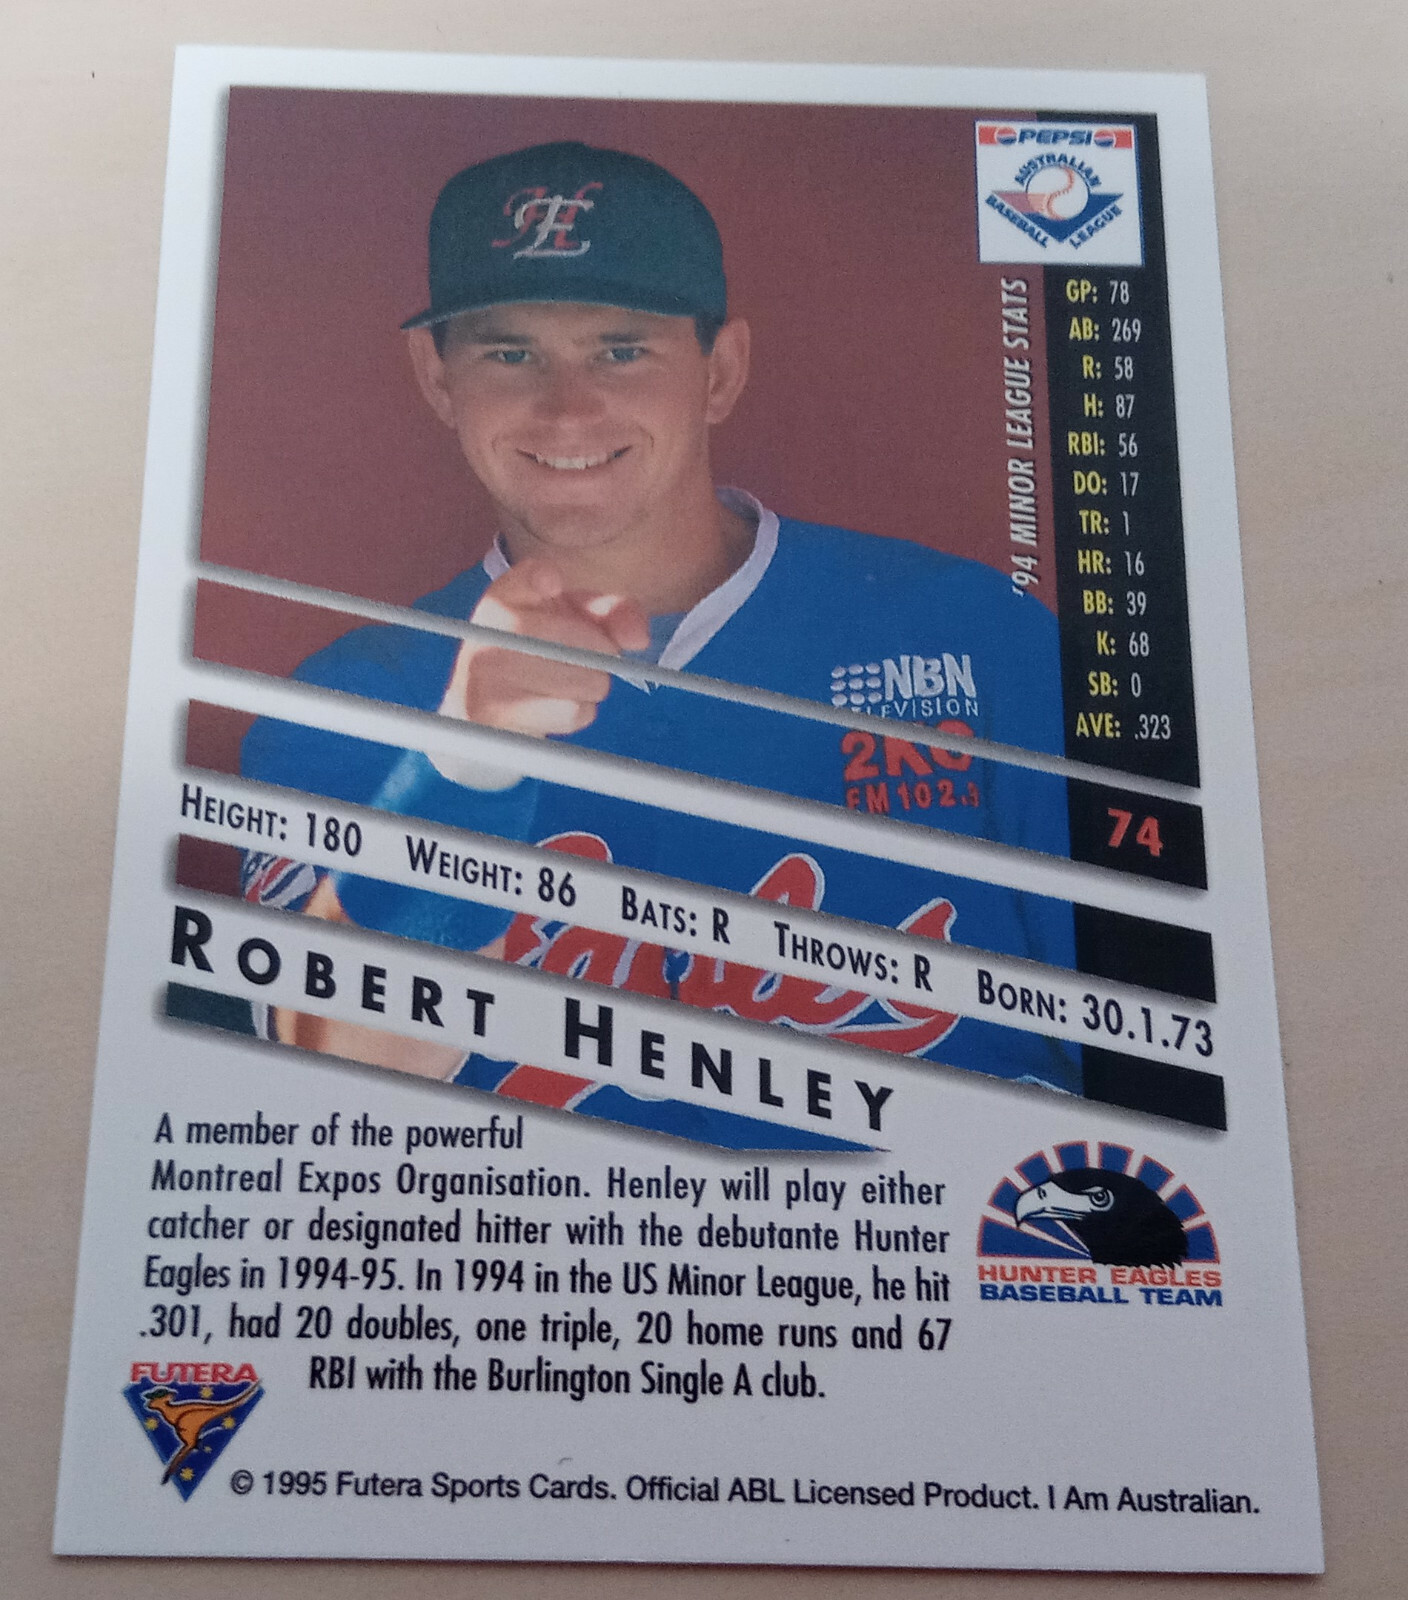 HE
PEPSI
AUSTRALIAN
BASEBALL LEAGUE
'94 MINOR LEAGUE STATS
GP: 78
AB: 269
R: 58
H: 87
RBI: 56
DO: 17
TR: 1
HR: 16
BB: 39
K: 68
SB: 0
AVE: .323
NBN
TELEVISION
2KO
FM 102.9
74
Eagles
HEIGHT: 180 WEIGHT: 86 BATS: R THROWS: R BORN: 30.1.73
ROBERT HENLEY
A member of the powerful
Montreal Expos Organisation. Henley will play either
catcher or designated hitter with the debutante Hunter
Eagles in 1994-95. In 1994 in the US Minor League, he hit
.301, had 20 doubles, one triple, 20 home runs and 67
RBI with the Burlington Single A club.
HUNTER EAGLES
BASEBALL TEAM
FUTERA
© 1995 Futera Sports Cards. Official ABL Licensed Product. I Am Australian.